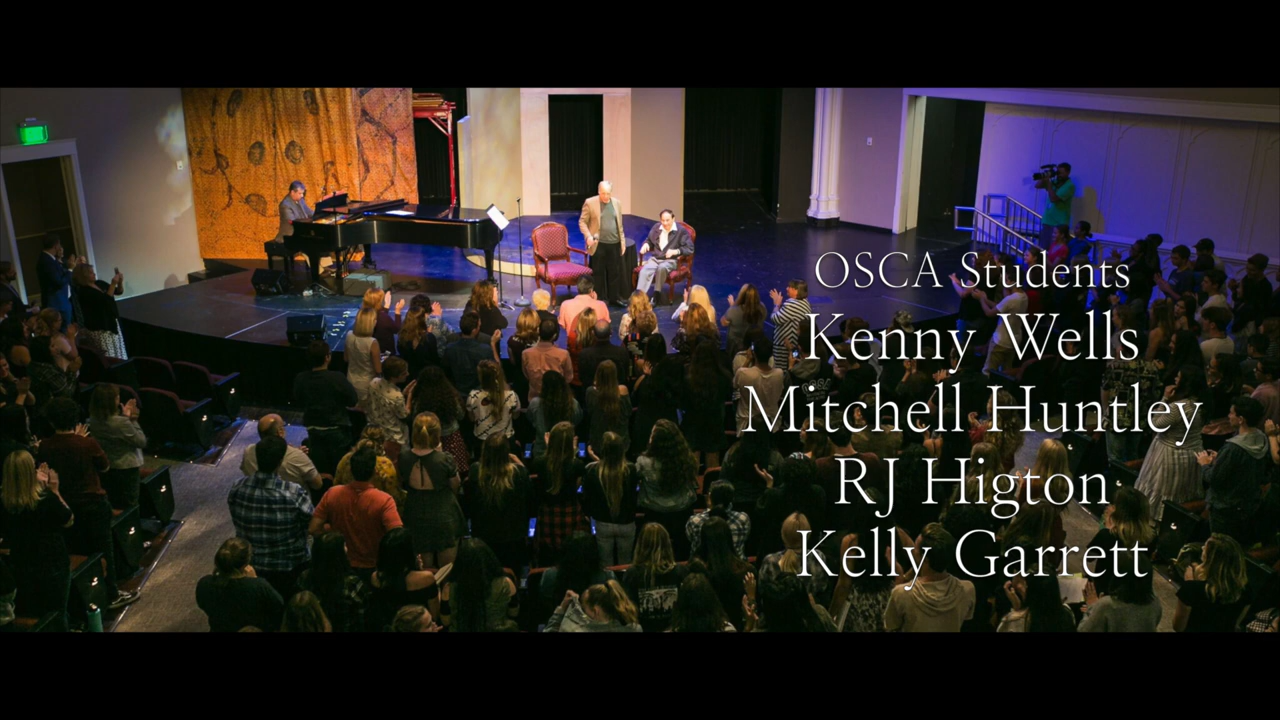 OSCA Students
Kenny Wells
Mitchell Huntley
RJ Higton
Kelly Garrett